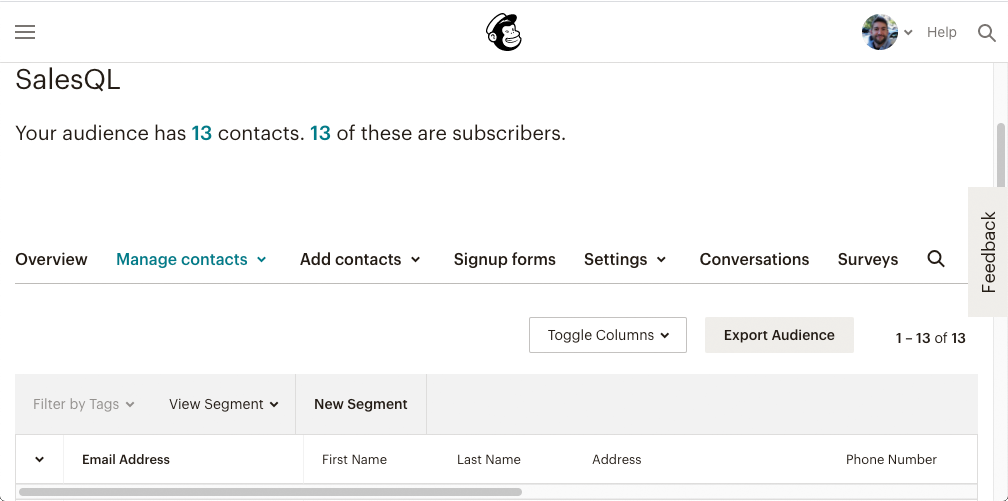 Help
SalesQL
Your audience has 13 contacts. 13 of these are subscribers.
Feedback
Overview Manage contacts Add contacts Signup forms Settings Conversations Surveys
Toggle Columns Export Audience 1 – 13 of 13
Filter by Tags View Segment New Segment
Email Address First Name Last Name Address Phone Number